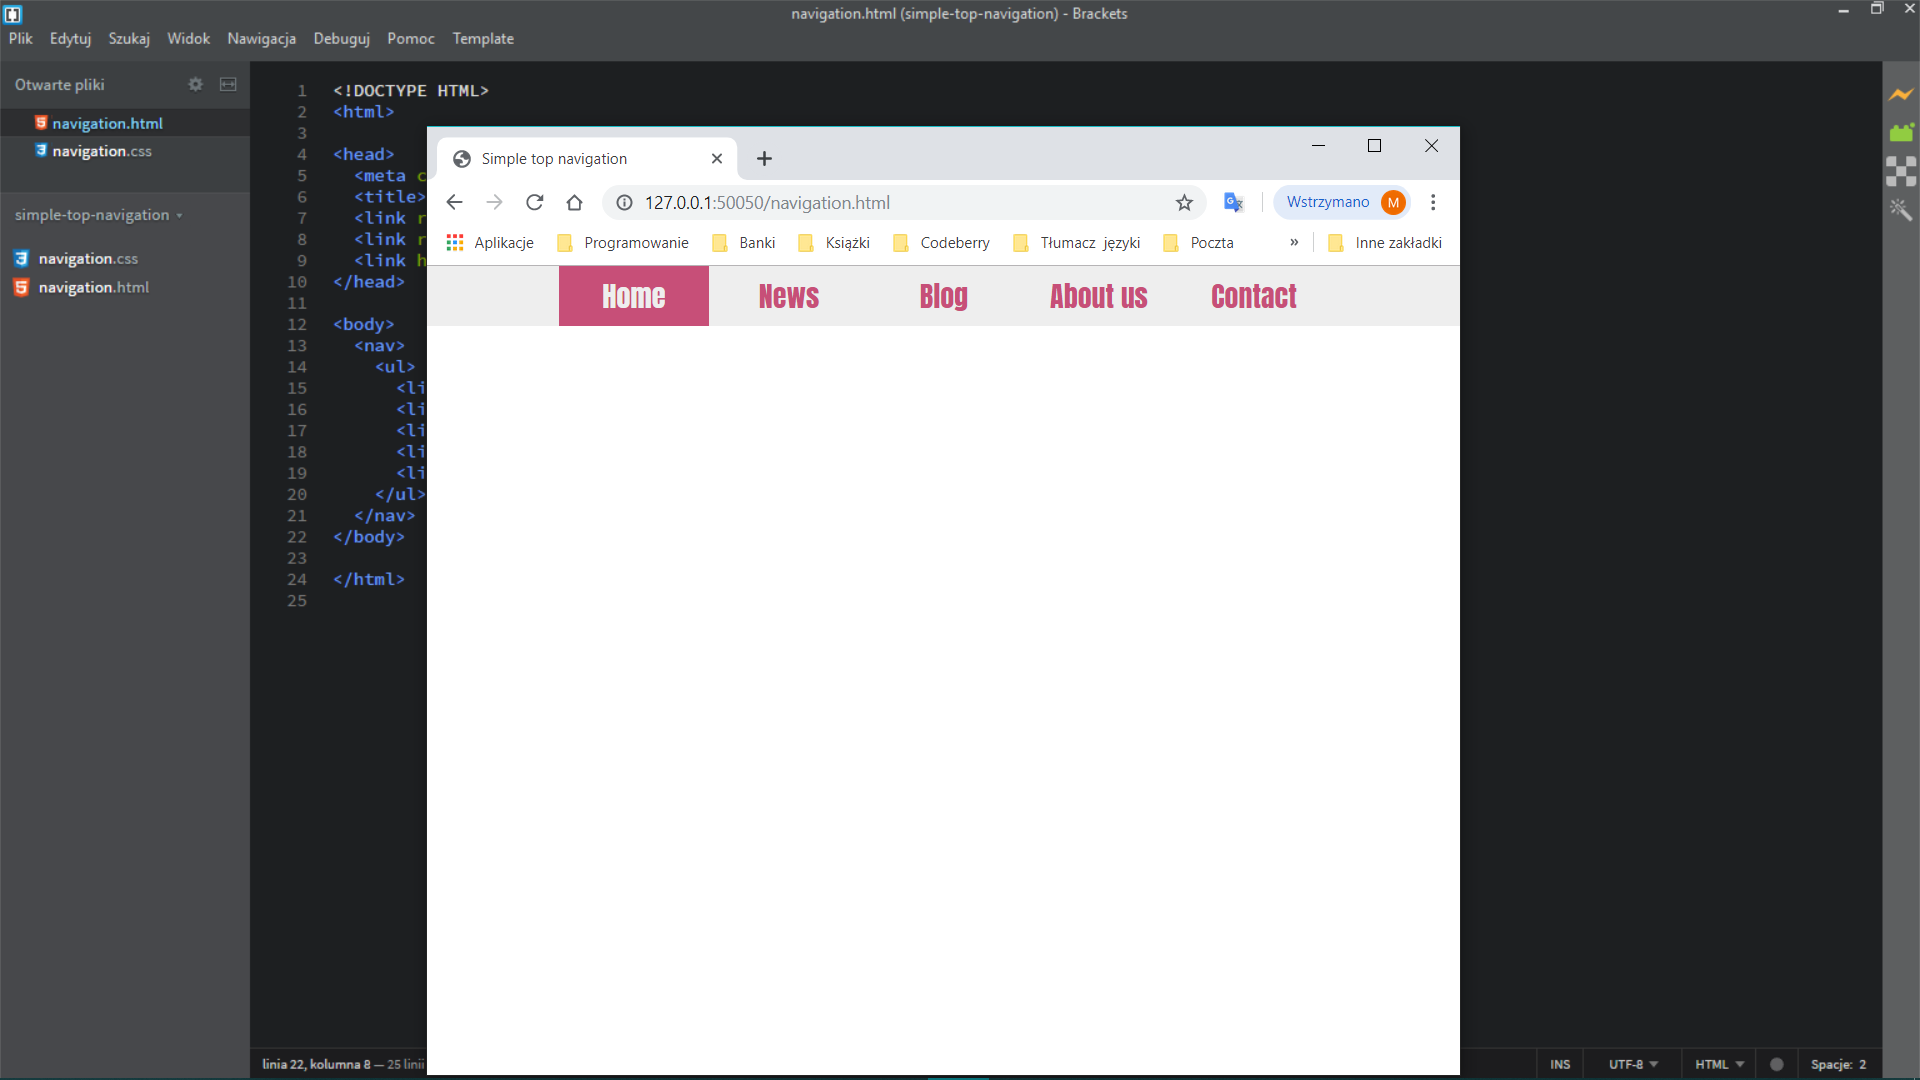 navigation.html (simple-top-navigation) - Brackets
Plik Edytuj Szukaj Widok Nawigacja Debuguj Pomoc Template
Otwarte pliki
navigation.html
navigation.css
simple-top-navigation
navigation.css
navigation.html
1 <!DOCTYPE HTML>
2 <html>
3
4 <head>
5 <meta c
6 <title>
7 <link r
8 <link r
9 <link h
10 </head>
11
12 <body>
13 <nav>
14 <ul>
15 <li
16 <li
17 <li
18 <li
19 <li
20 </ul>
21 </nav>
22 </body>
23
24 </html>
25
Simple top navigation
127.0.0.1:50050/navigation.html
Wstrzymano M
Aplikacje Programowanie Banki Książki Codeberry Tłumacz języki Poczta » Inne zakładki
Home News Blog About us Contact
linia 22, kolumna 8 — 25 linii
INS UTF-8 HTML Spacje: 2